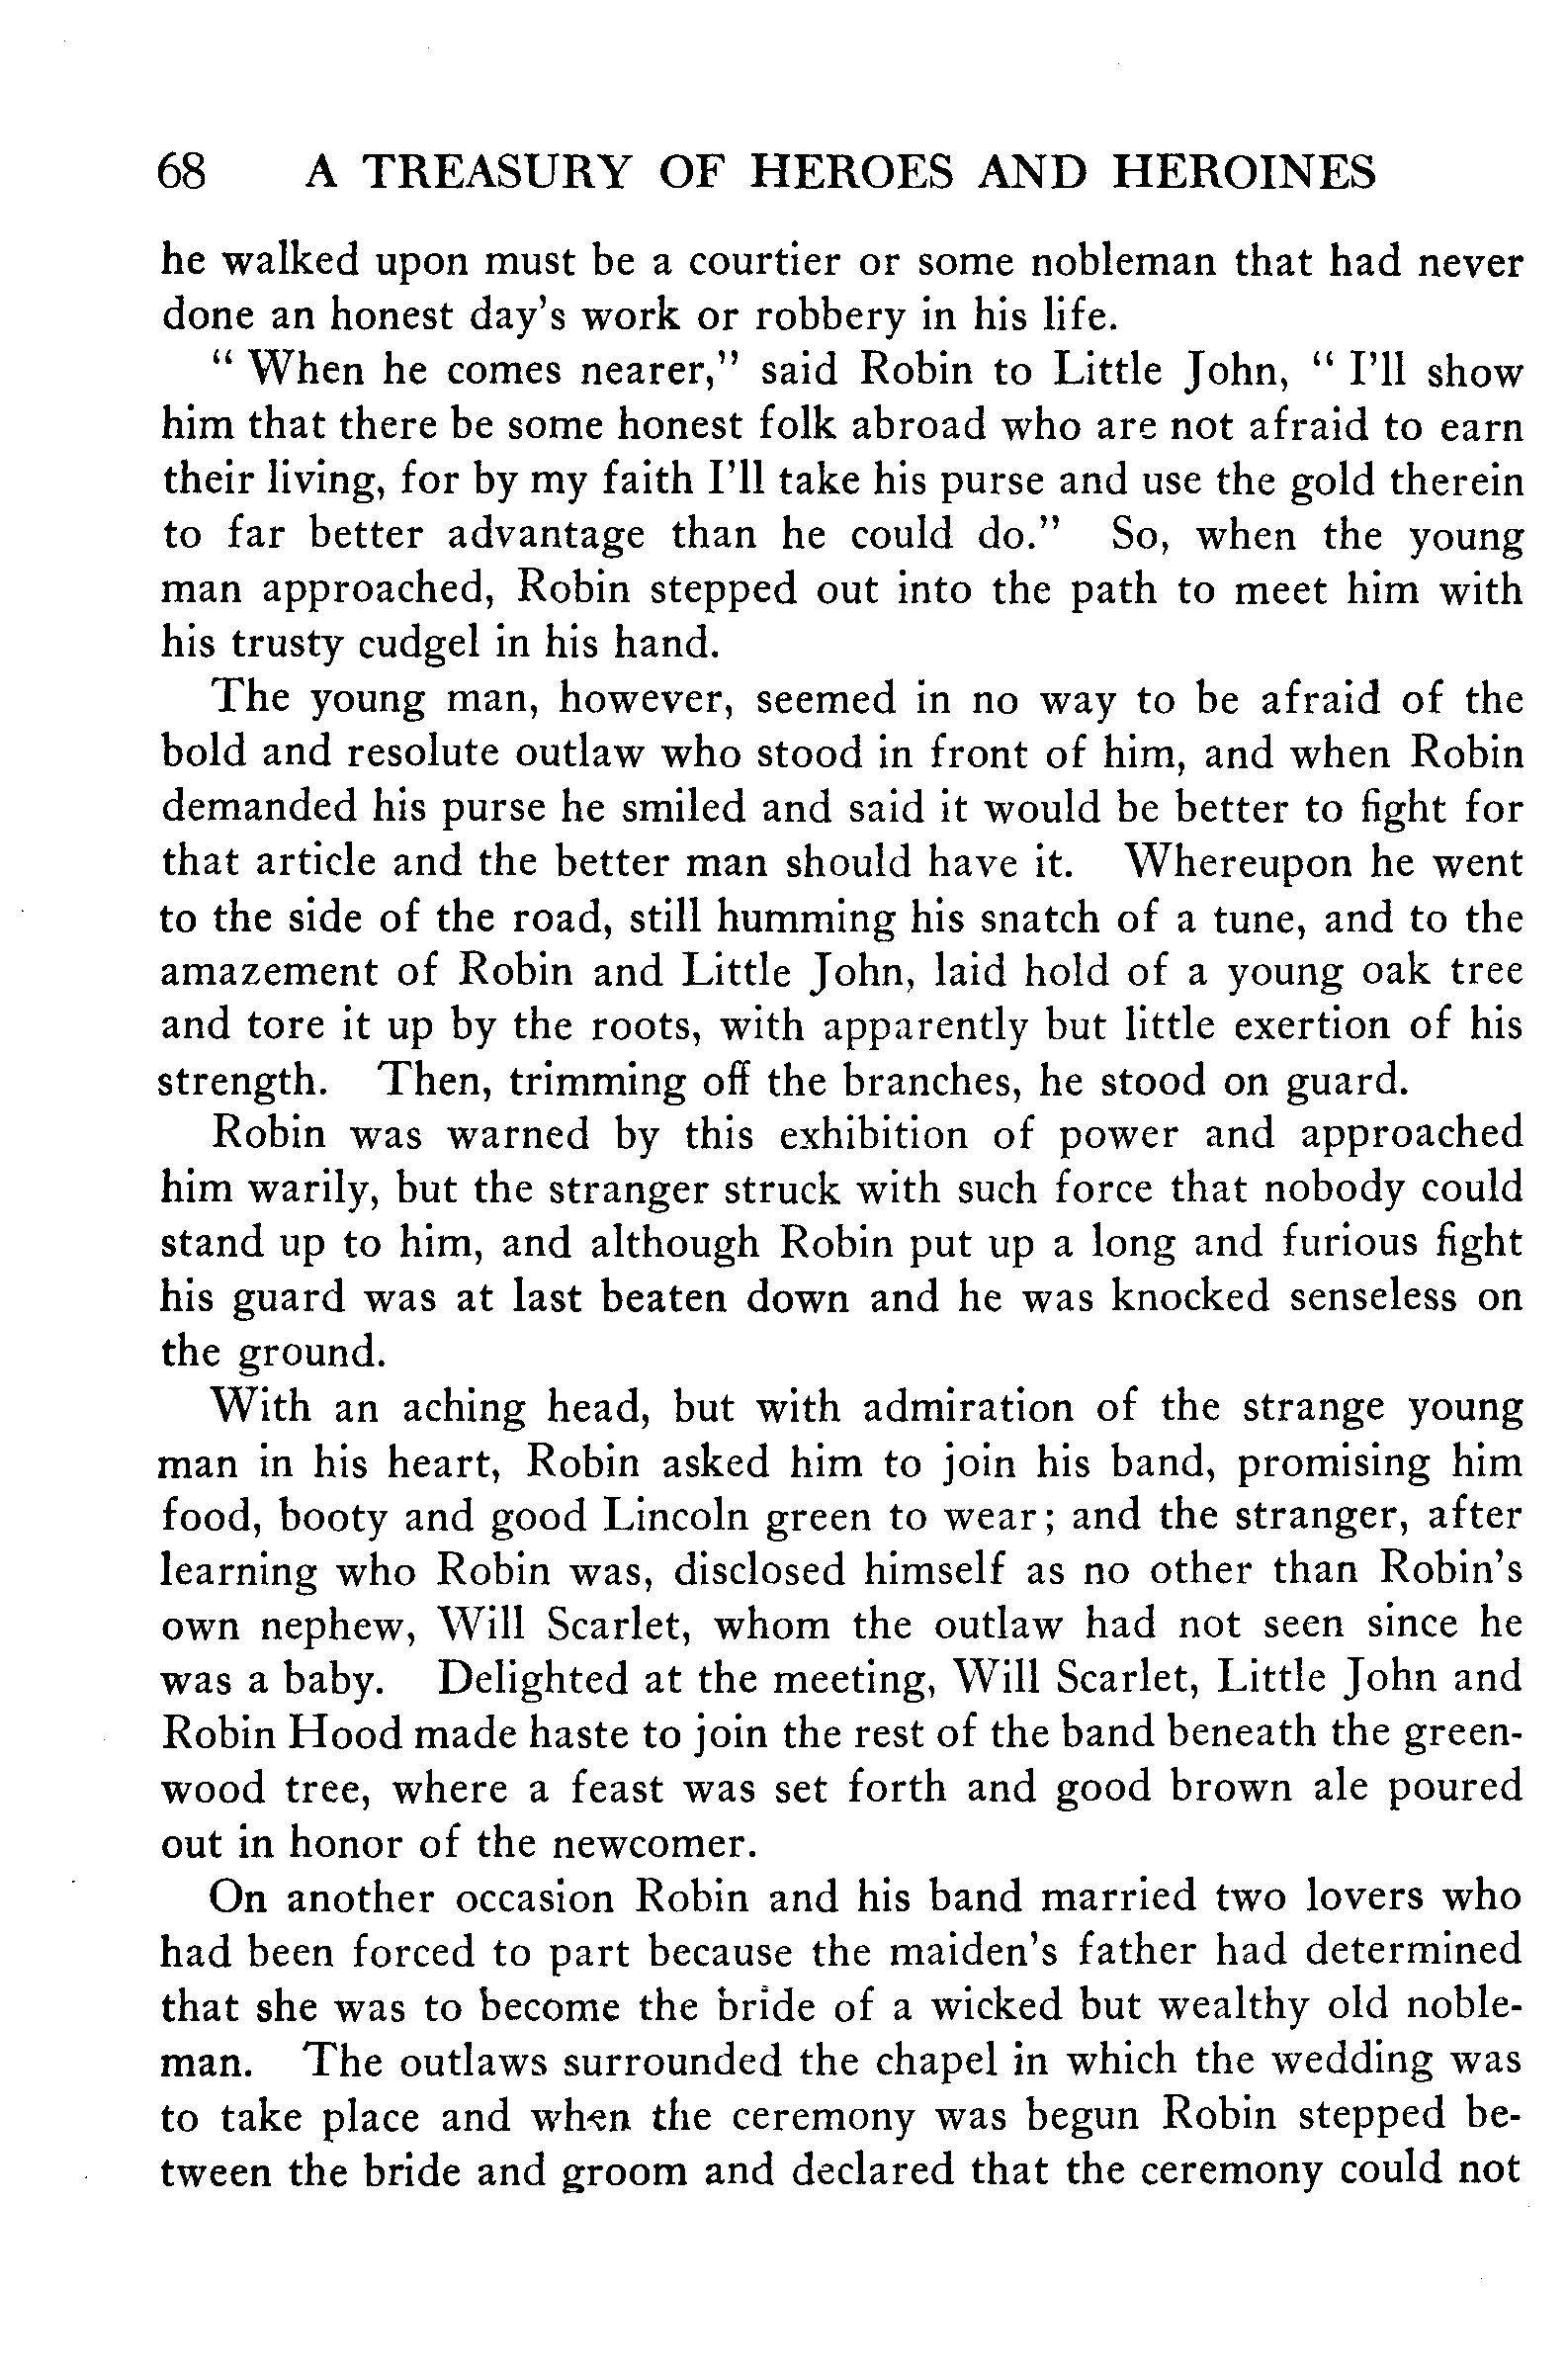 68 A TREASURY OF HEROES AND HEROINES
he walked upon must be a courtier or some nobleman that had never
done an honest day's work or robbery in his life.
" When he comes nearer," said Robin to Little John, " I'll show
him that there be some honest folk abroad who are not afraid to earn
their living, for by my faith I'll take his purse and use the gold therein
to far better advantage than he could do." So, when the young
man approached, Robin stepped out into the path to meet him with
his trusty cudgel in his hand.
The young man, however, seemed in no way to be afraid of the
bold and resolute outlaw who stood in front of him, and when Robin
demanded his purse he smiled and said it would be better to fight for
that article and the better man should have it. Whereupon he went
to the side of the road, still humming his snatch of a tune, and to the
amazement of Robin and Little John, laid hold of a young oak tree
and tore it up by the roots, with apparently but little exertion of his
strength. Then, trimming off the branches, he stood on guard.
Robin was warned by this exhibition of power and approached
him warily, but the stranger struck with such force that nobody could
stand up to him, and although Robin put up a long and furious fight
his guard was at last beaten down and he was knocked senseless on
the ground.
With an aching head, but with admiration of the strange young
man in his heart, Robin asked him to join his band, promising him
food, booty and good Lincoln green to wear; and the stranger, after
learning who Robin was, disclosed himself as no other than Robin's
own nephew, Will Scarlet, whom the outlaw had not seen since he
was a baby. Delighted at the meeting, Will Scarlet, Little John and
Robin Hood made haste to join the rest of the band beneath the green-
wood tree, where a feast was set forth and good brown ale poured
out in honor of the newcomer.
On another occasion Robin and his band married two lovers who
had been forced to part because the maiden's father had determined
that she was to become the bride of a wicked but wealthy old noble-
man. The outlaws surrounded the chapel in which the wedding was
to take place and when the ceremony was begun Robin stepped be-
tween the bride and groom and declared that the ceremony could not